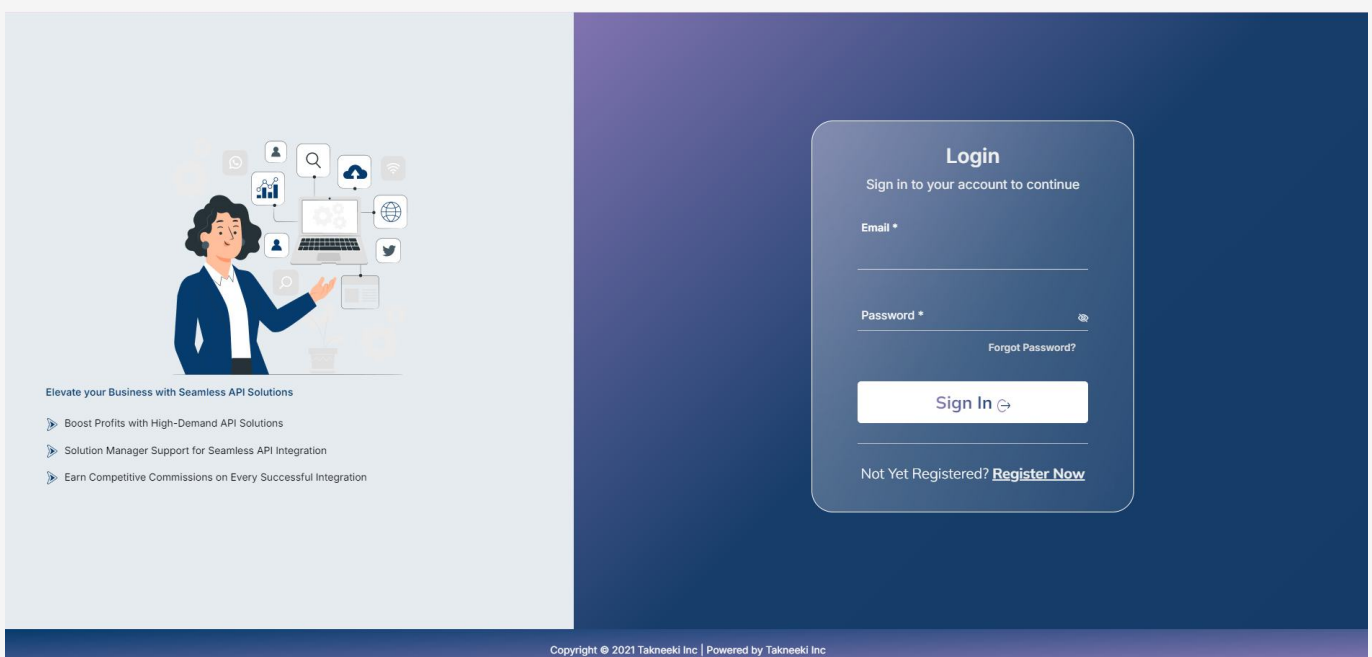 Elevate your Business with Seamless API Solutions
Boost Profits with High-Demand API Solutions
Solution Manager Support for Seamless API Integration
Earn Competitive Commissions on Every Successful Integration
Login
Sign in to your account to continue
Email *
Password *
Forgot Password?
Sign In
Not Yet Registered? Register Now
Copyright © 2021 Takneeki Inc | Powered by Takneeki Inc